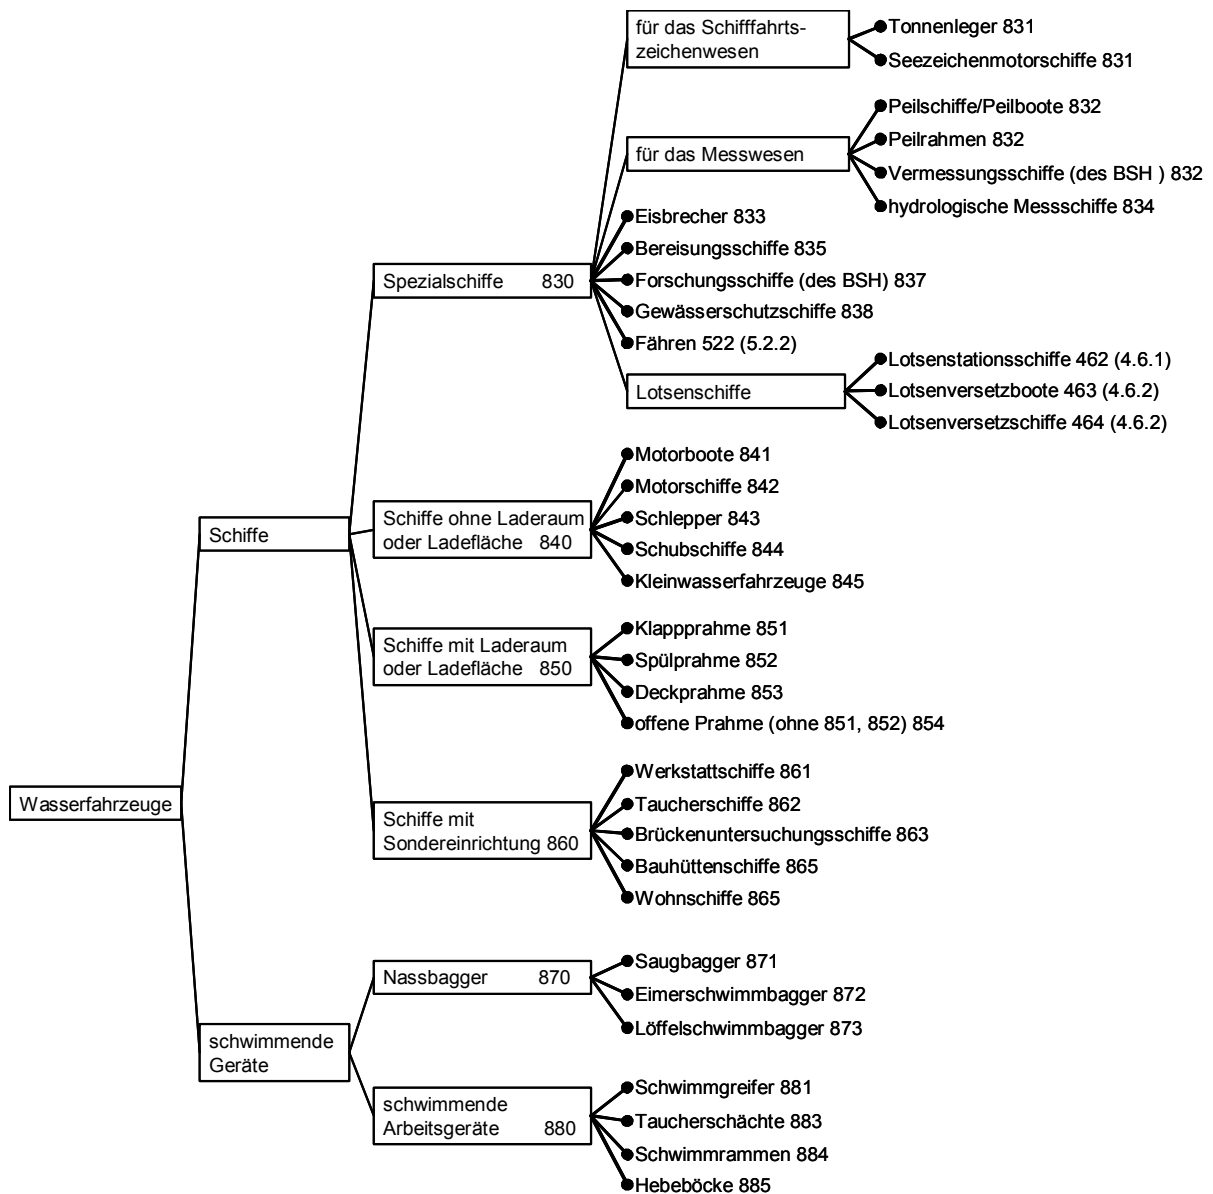 für das Schifffahrts-
zeichenwesen
Tonnenleger 831
Seezeichenmotorschiffe 831
für das Messwesen
Peilschiffe/Peilboote 832
Peilrahmen 832
Vermessungsschiffe (des BSH ) 832
hydrologische Messschiffe 834
Spezialschiffe 830
Eisbrecher 833
Bereisungsschiffe 835
Forschungsschiffe (des BSH) 837
Gewässerschutzschiffe 838
Fähren 522 (5.2.2)
Lotsenschiffe
Lotsenstationsschiffe 462 (4.6.1)
Lotsenversetzboote 463 (4.6.2)
Lotsenversetzschiffe 464 (4.6.2)
Schiffe
Schiffe ohne Laderaum
oder Ladefläche 840
Motorboote 841
Motorschiffe 842
Schlepper 843
Schubschiffe 844
Kleinwasserfahrzeuge 845
Schiffe mit Laderaum
oder Ladefläche 850
Klappprahme 851
Spülprahme 852
Deckprahme 853
offene Prahme (ohne 851, 852) 854
Wasserfahrzeuge
Schiffe mit
Sondereinrichtung 860
Werkstattschiffe 861
Taucherschiffe 862
Brückenuntersuchungsschiffe 863
Bauhüttenschiffe 865
Wohnschiffe 865
schwimmende
Geräte
Nassbagger 870
Saugbagger 871
Eimerschwimmbagger 872
Löffelschwimmbagger 873
schwimmende
Arbeitsgeräte 880
Schwimmgreifer 881
Taucherschächte 883
Schwimmrammen 884
Hebeböcke 885